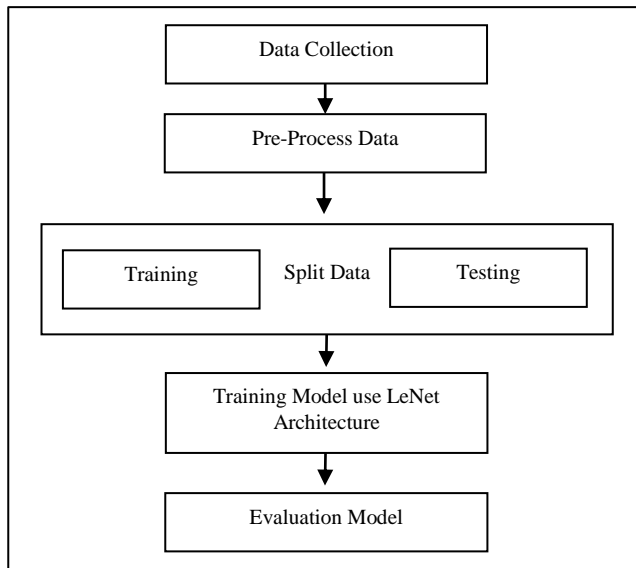 Data Collection
Pre-Process Data
Training
Split Data
Testing
Training Model use LeNet
Architecture
Evaluation Model